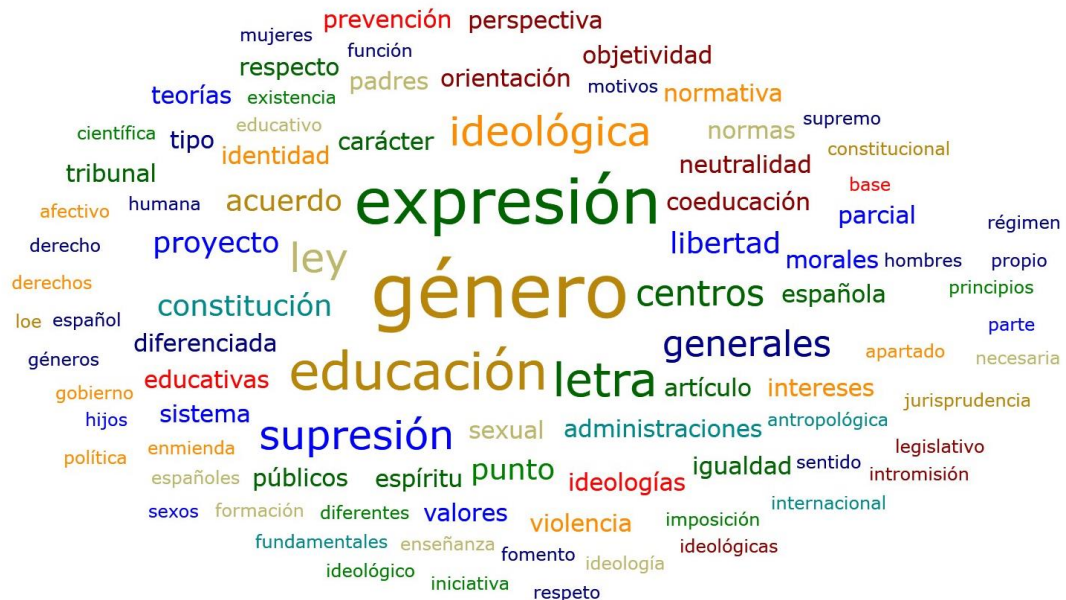 prevención perspectiva
mujeres función objetividad
respecto padres orientación motivos normativa
teorías existencia
científica tipo educativo carácter ideológica normas supremo
identidad constitucional
tribunal neutralidad
afectivo humana acuerdo expresión coeducación base
derecho proyecto ley libertad parcial régimen
morales hombres propio
derechos género centros española principios
loe español constitución parte
géneros diferenciada generales apartado necesaria
gobierno educativas educación letra artículo intereses jurisprudencia
hijos sistema supresión sexual administraciones antropológica
política enmienda legislativo
españoles públicos espíritu punto ideologías igualdad sentido intromisión
sexos formación diferentes valores violencia imposición internacional
fundamentales enseñanza fomento ideología ideológicas
ideológico iniciativa respeto